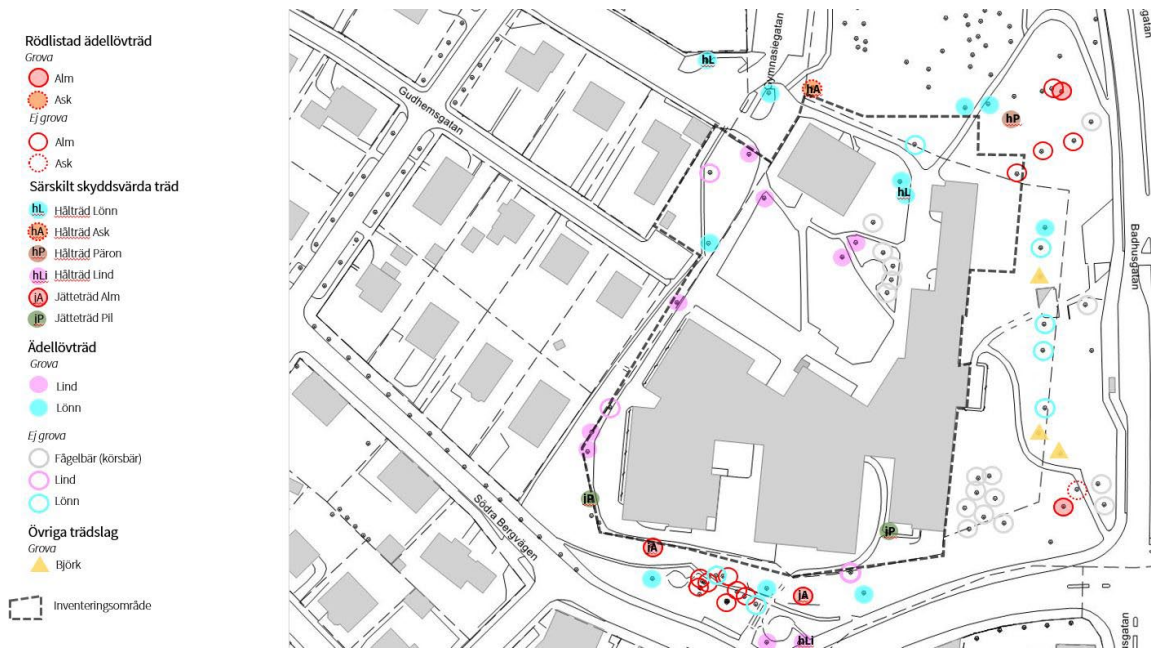 Rödlistad ädellövträd
Grova
Alm
Ask
Ej grova
Alm
Ask
Särskilt skyddsvärda träd
hL Hålträd Lönn
hA Hålträd Ask
hP Hålträd Päron
hLi Hålträd Lind
jA Jätteträd Alm
jP Jätteträd Pil
Ädellövträd
Grova
Lind
Lönn
Ej grova
Fågelbär (körsbär)
Lind
Lönn
Övriga trädslag
Grova
Björk
Inventeringsområde
hL
hA
hP
Gudhemsgatan
hL
Badhusgatan
Södra Bergvägen
jP
jP
jA
jA
hLi